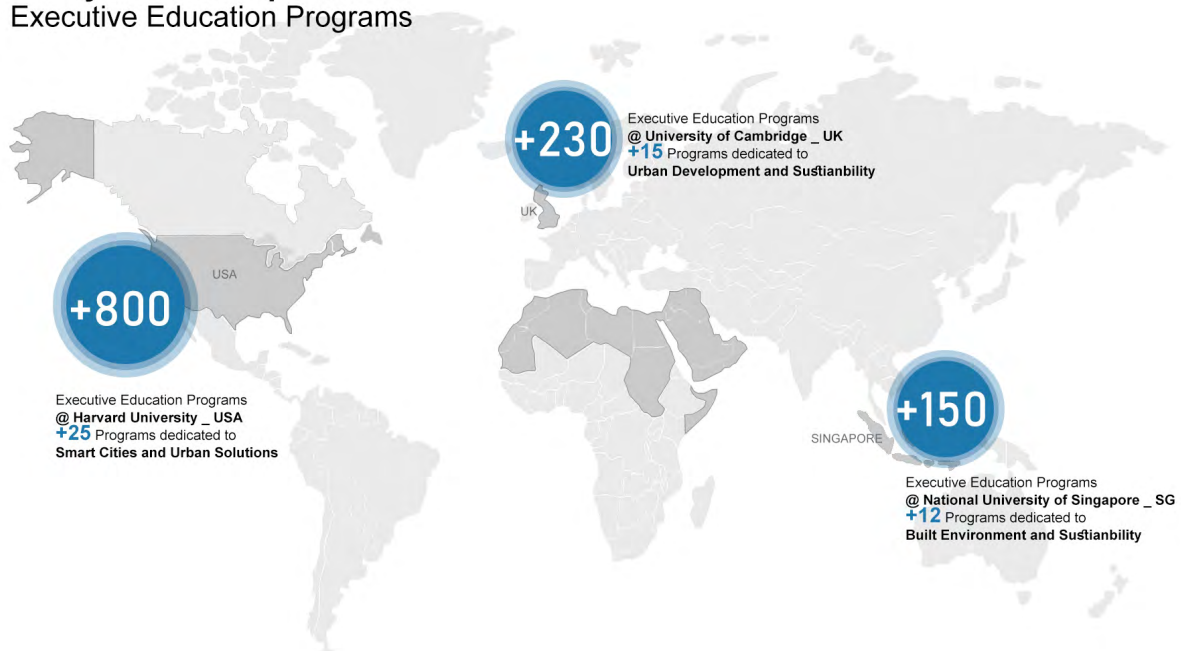 Executive Education Programs
+230
Executive Education Programs
@ University of Cambridge _ UK
+15 Programs dedicated to
Urban Development and Sustianbility
UK
USA
+800
Executive Education Programs
@ Harvard University _ USA
+25 Programs dedicated to
Smart Cities and Urban Solutions
+150
SINGAPORE
Executive Education Programs
@ National University of Singapore _ SG
+12 Programs dedicated to
Built Environment and Sustianbility